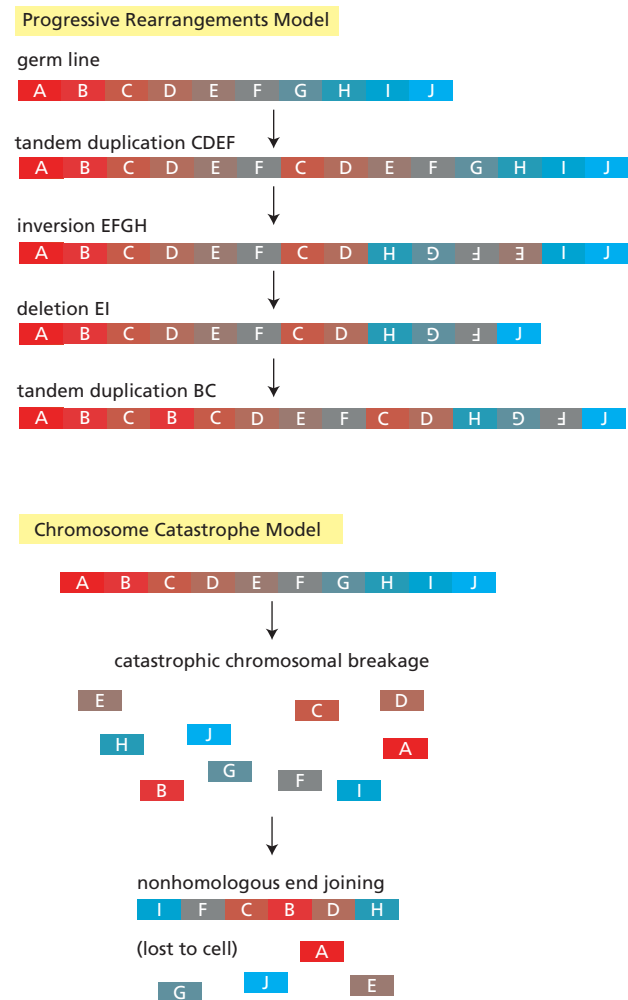 Progressive Rearrangements Model
germ line
A B C D E F G H I J
tandem duplication CDEF
A B C D E F C D E F G H I J
inversion EFGH
A B C D E F C D H G F E I J
deletion EI
A B C D E F C D H G F J
tandem duplication BC
A B C B C D E F C D H G F J
Chromosome Catastrophe Model
A B C D E F G H I J
catastrophic chromosomal breakage
E
C
D
H
J
A
G
B
F
I
nonhomologous end joining
I F C B D H
(lost to cell)
A
G
J
E